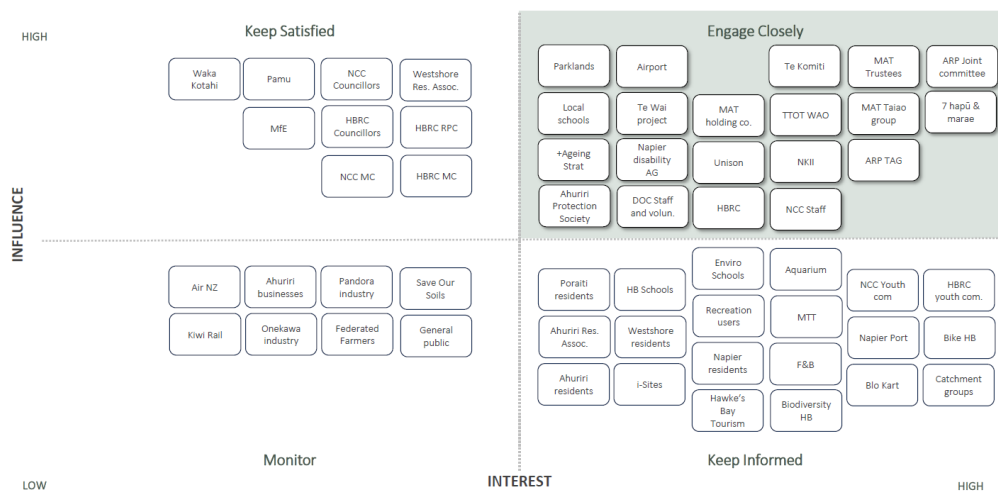 Keep Satisfied
Engage Closely
HIGH
Waka
Kotahi
Pamu
NCC
Councillors
Westshore
Res. Assoc.
MfE
HBRC
Councillors
HBRC RPC
NCC MC
HBRC MC
Parklands
Airport
Te Komiti
MAT
Trustees
ARP Joint
committee
Local
schools
Te Wai
project
MAT
holding co.
TTOT WAO
MAT Taiao
group
7 hapū &
marae
+Ageing
Strat
Napier
disability
AG
Unison
NKII
ARP TAG
Ahuriri
Protection
Society
DOC Staff
and volun.
HBRC
NCC Staff
INFLUENCE
Air NZ
Ahuriri
businesses
Pandora
industry
Save Our
Soils
Kiwi Rail
Onekawa
industry
Federated
Farmers
General
public
Poraiti
residents
HB Schools
Enviro
Schools
Aquarium
NCC Youth
com
HBRC
youth com.
Ahuriri Res.
Assoc.
Westshore
residents
Recreation
users
MTT
Napier Port
Bike HB
Ahuriri
residents
i-Sites
Napier
residents
F&B
Blo Kart
Catchment
groups
Hawke's
Bay
Tourism
Biodiversity
HB
Monitor
Keep Informed
LOW
INTEREST
HIGH